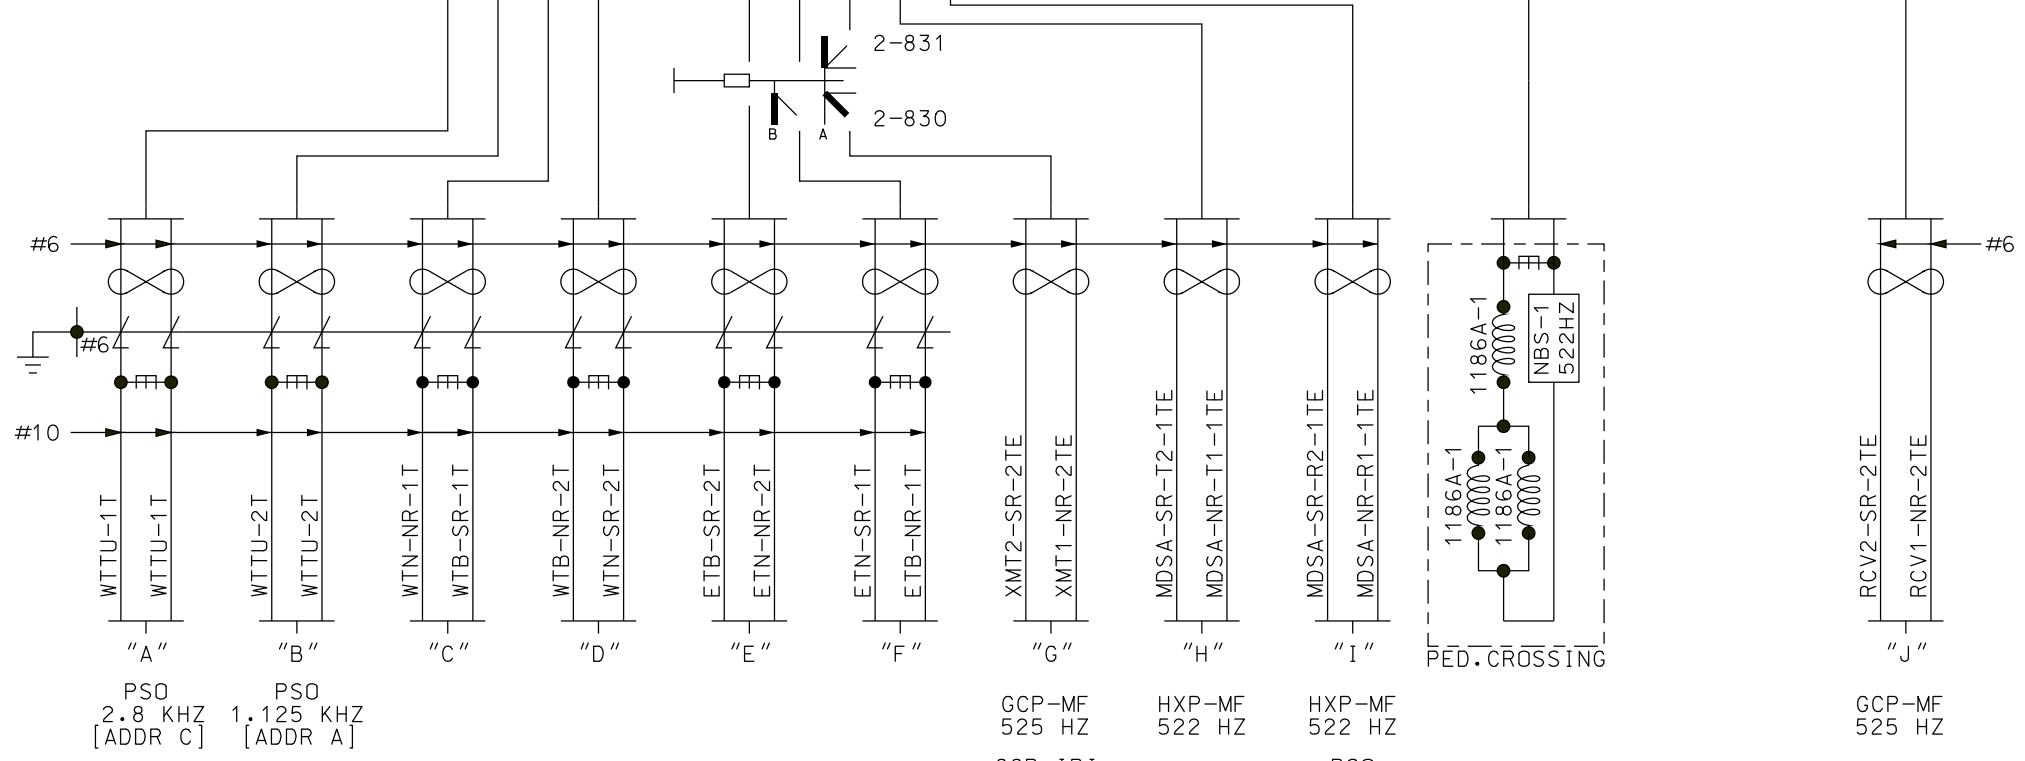 2-831
2-830
B
A
#6
#6
#6
#10
WTTU-1T
WTTU-1T
WTTU-2T
WTTU-2T
WTN-NR-1T
WTB-SR-1T
WTB-NR-2T
WTN-SR-2T
ETB-SR-2T
ETN-NR-2T
ETN-SR-1T
ETB-NR-1T
XMT2-SR-2TE
XMT1-NR-2TE
MDSA-SR-T2-1TE
MDSA-NR-T1-1TE
MDSA-SR-R2-1TE
MDSA-NR-R1-1TE
1186A-1
NBS-1
522HZ
1186A-1
1186A-1
RCV2-SR-2TE
RCV1-NR-2TE
"A"
"B"
"C"
"D"
"E"
"F"
"G"
"H"
"I"
PED.CROSSING
"J"
PSO
2.8 KHZ
[ADDR C]
PSO
1.125 KHZ
[ADDR A]
GCP-MF
525 HZ
HXP-MF
522 HZ
HXP-MF
522 HZ
GCP-MF
525 HZ